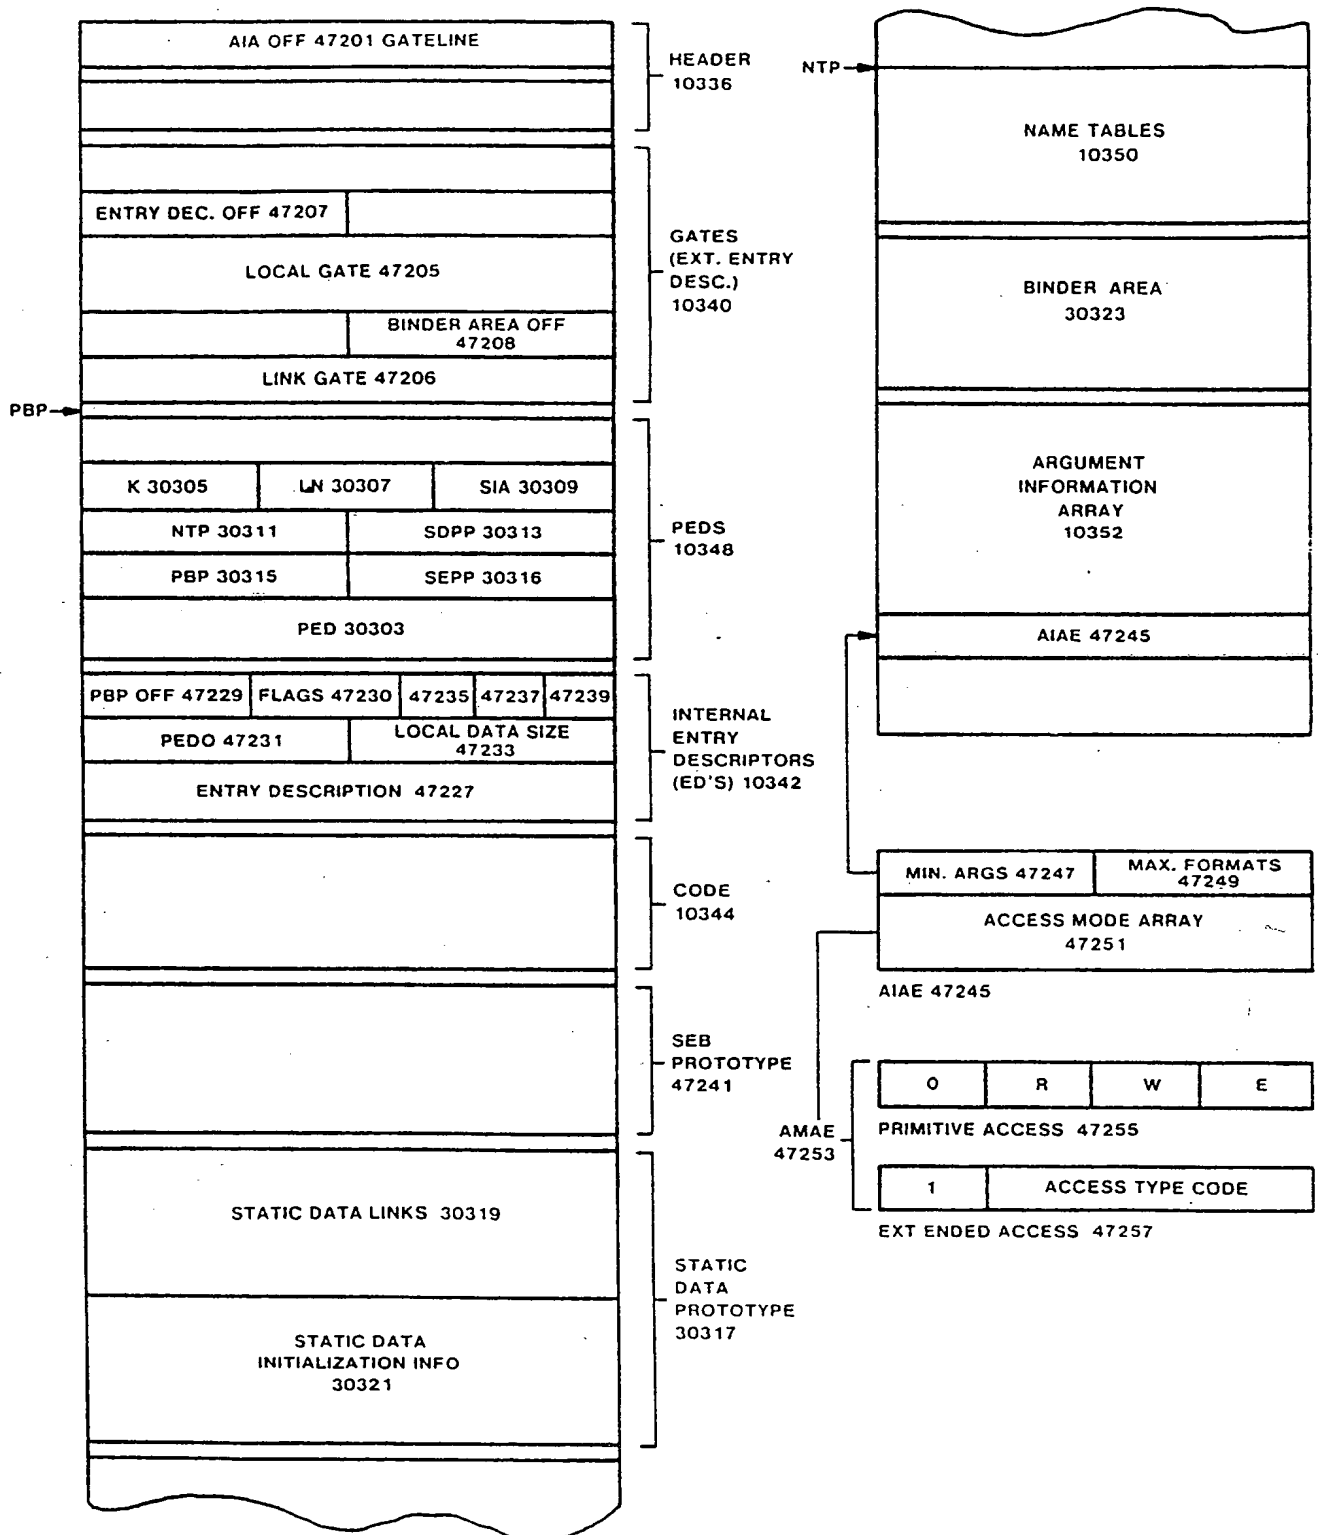 AIA OFF 47201 GATELINE
HEADER
10336
ENTRY DEC. OFF 47207
LOCAL GATE 47205
BINDER AREA OFF
47208
LINK GATE 47206
GATES
(EXT. ENTRY
DESC.)
10340
PBP
K 30305
LN 30307
SIA 30309
NTP 30311
SDPP 30313
PBP 30315
SEPP 30316
PED 30303
PEDS
10348
PBP OFF 47229
FLAGS 47230
47235
47237
47239
PEDO 47231
LOCAL DATA SIZE
47233
ENTRY DESCRIPTION 47227
INTERNAL
ENTRY
DESCRIPTORS
(ED'S) 10342
CODE
10344
SEB
PROTOTYPE
47241
STATIC DATA LINKS 30319
STATIC DATA
INITIALIZATION INFO
30321
STATIC
DATA
PROTOTYPE
30317
NTP
NAME TABLES
10350
BINDER AREA
30323
ARGUMENT
INFORMATION
ARRAY
10352
AIAE 47245
MIN. ARGS 47247
MAX. FORMATS
47249
ACCESS MODE ARRAY
47251
AIAE 47245
AMAE
47253
O R W E
PRIMITIVE ACCESS 47255
1 ACCESS TYPE CODE
EXT ENDED ACCESS 47257